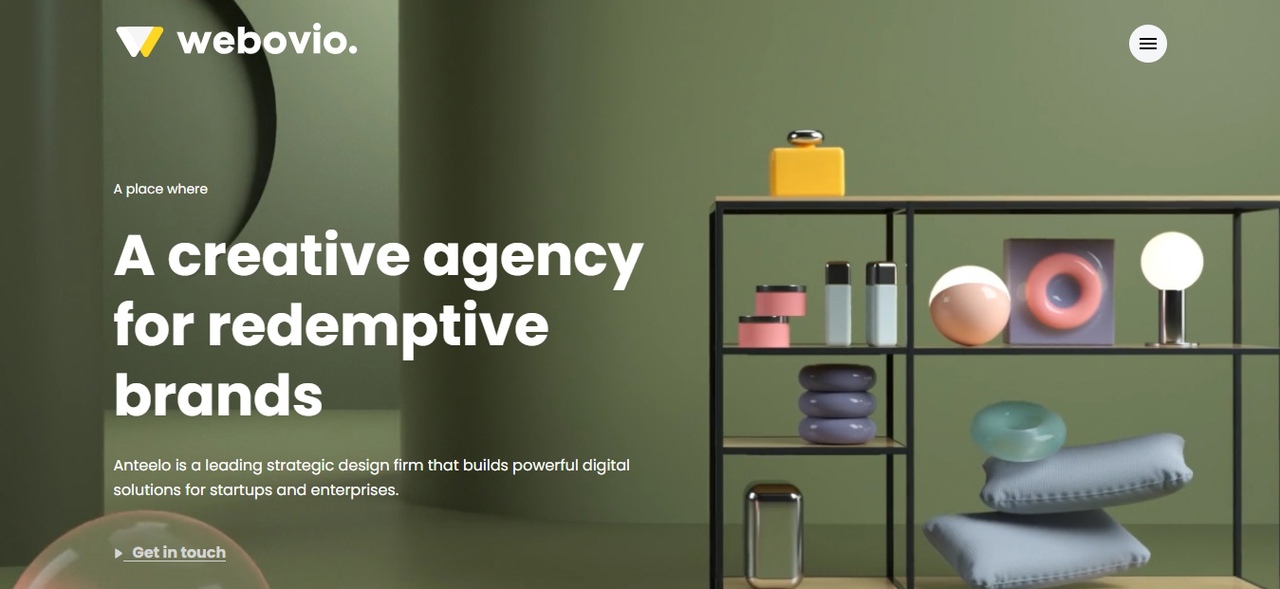 webovio.
A place where
A creative agency
for redemptive
brands
Anteelo is a leading strategic design firm that builds powerful digital
solutions for startups and enterprises.
Get in touch